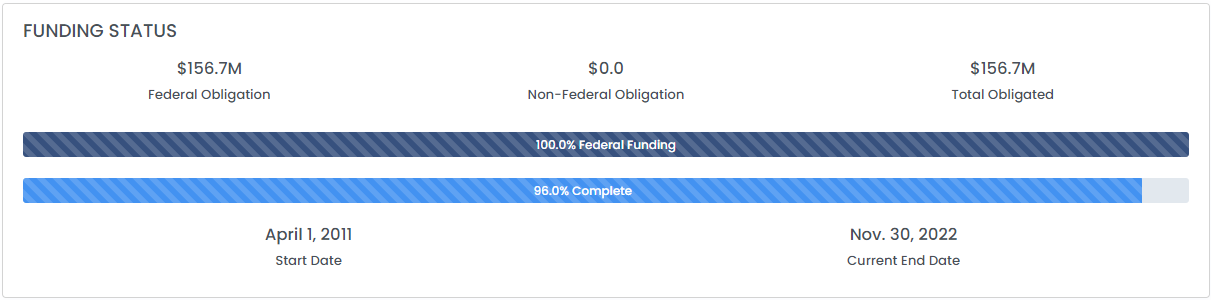 FUNDING STATUS
$156.7M $0.0 $156.7M
Federal Obligation Non-Federal Obligation Total Obligated
100.0% Federal Funding
96.0% Complete
April 1, 2011 Nov. 30, 2022
Start Date Current End Date